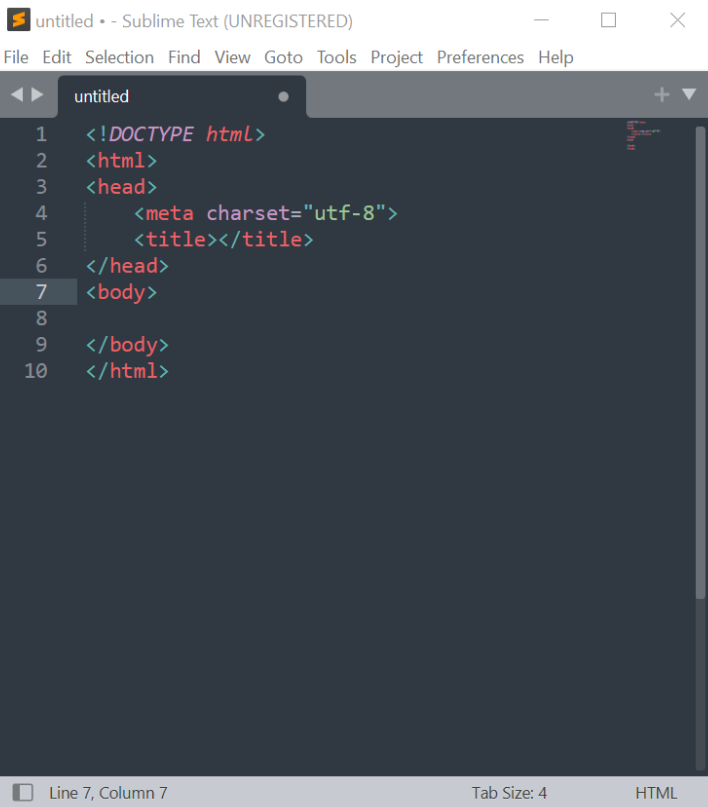 untitled • - Sublime Text (UNREGISTERED)
File Edit Selection Find View Goto Tools Project Preferences Help
untitled
1 <!DOCTYPE html>
2 <html>
3 <head>
4     <meta charset="utf-8">
5     <title></title>
6 </head>
7 <body>
8
9 </body>
10 </html>
Line 7, Column 7 Tab Size: 4 HTML